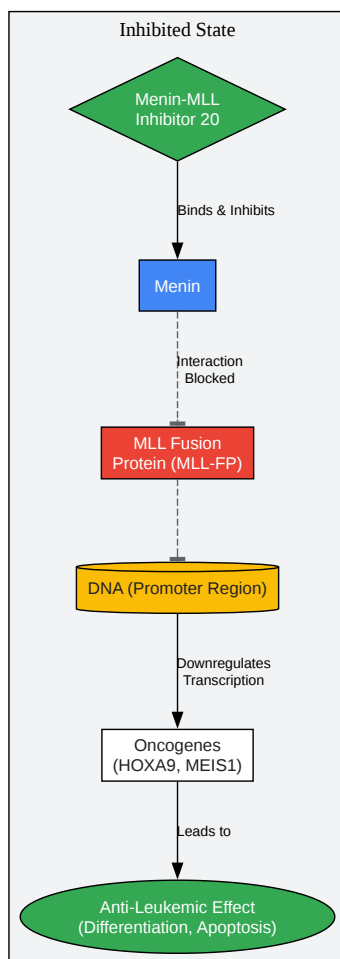 Inhibited State
Menin-MLL
Inhibitor 20
Binds & Inhibits
Menin
Interaction
Blocked
MLL Fusion
Protein (MLL-FP)
DNA (Promoter Region)
Downregulates
Transcription
Oncogenes
(HOXA9, MEIS1)
Leads to
Anti-Leukemic Effect
(Differentiation, Apoptosis)